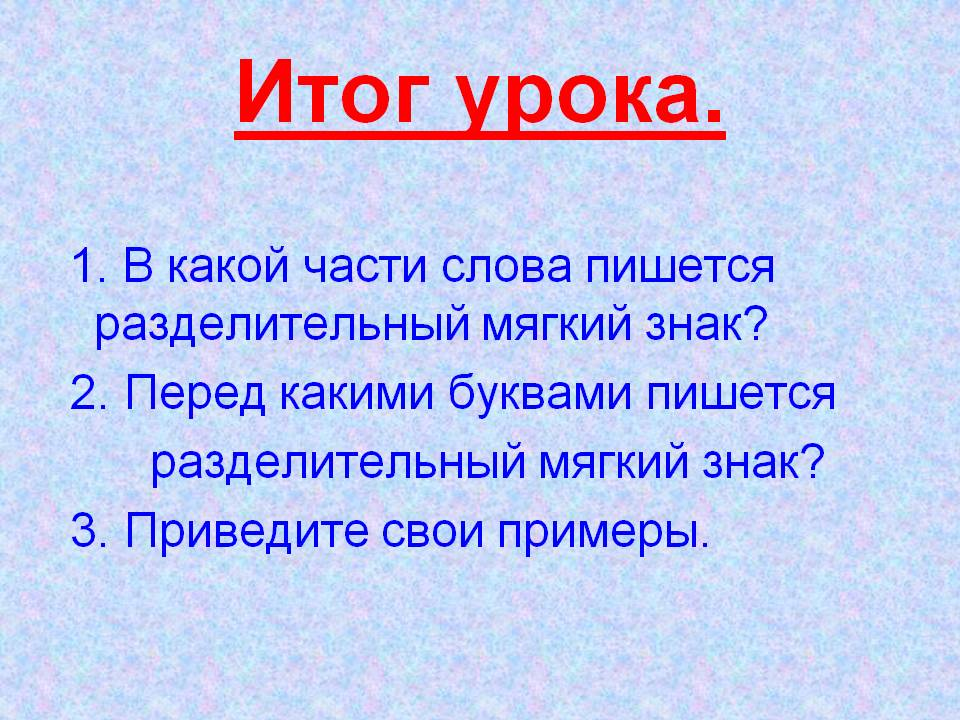 Итог урока.
1. В какой части слова пишется
разделительный мягкий знак?
2. Перед какими буквами пишется
разделительный мягкий знак?
3. Приведите свои примеры.